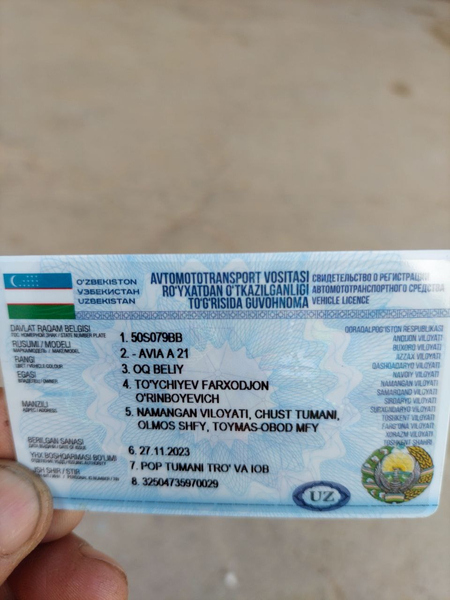 O'ZBEKISTON
ЎЗБЕКИСТАН
UZBEKISTAN
AVTOMOTOTRANSPORT VOSITASI
RO'YXATDAN O'TKAZILGANLIGI
TO'G'RISIDA GUVOHNOMA
СВИДЕТЕЛЬСТВО О РЕГИСТРАЦИИ
АВТОМОТОТРАНСПОРТНОГО СРЕДСТВА
VEHICLE LICENCE
DAVLAT RAQAM BELGISI
1. 50S079BB
RUSUMI / MODELI
2. - AVIA A 21
RANGI
3. OQ BELIY
EGASI
4. TO'YCHIYEV FARXODJON
O'RINBOYEVICH
MANZILI
5. NAMANGAN VILOYATI, CHUST TUMANI,
OLMOS SHFY, TOYMAS-OBOD MFY
BERILGAN SANASI
6. 27.11.2023
YHX BOSHQARMASI BO'LIMI
7. POP TUMANI TRO' VA IOB
JSH SHIR / STIR
8. 32504735970029
QORAQALPOG'ISTON RESPUBLIKASI
ANDIJON VILOYATI
BUXORO VILOYATI
JIZZAX VILOYATI
QASHQADARYO VILOYATI
NAVOIY VILOYATI
NAMANGAN VILOYATI
SAMARQAND VILOYATI
SIRDARYO VILOYATI
SURXONDARYO VILOYATI
TOSHKENT VILOYATI
FARG'ONA VILOYATI
XORAZM VILOYATI
TOSHKENT SHAHRI
UZ